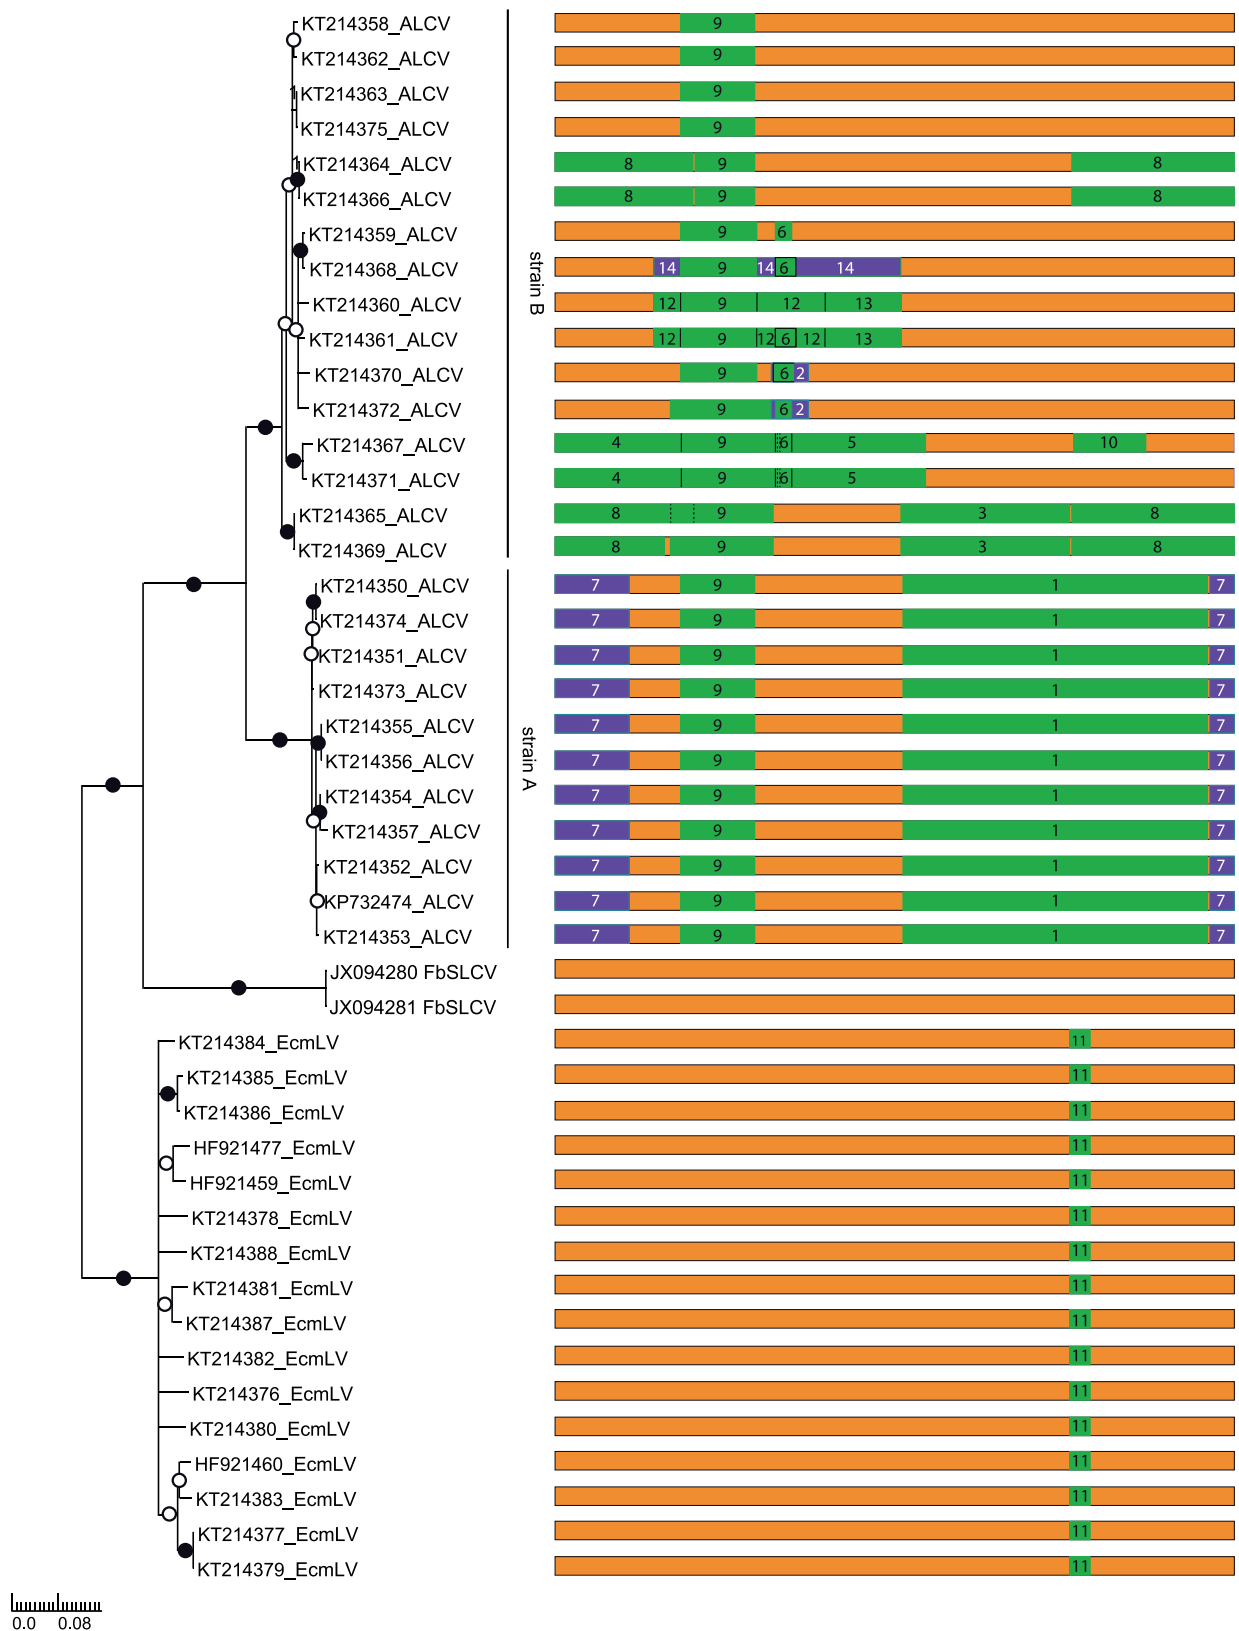 KT214358_ALCV 9
KT214362_ALCV 9
KT214363_ALCV 9
KT214375_ALCV 9
KT214364_ALCV 8 9 8
KT214366_ALCV 8 9 8
KT214359_ALCV 9 6
KT214368_ALCV 14 9 14 6 14
KT214360_ALCV 12 9 12 13
KT214361_ALCV 12 9 12 6 12 13
KT214370_ALCV 9 6 2
KT214372_ALCV 9 6 2
KT214367_ALCV 4 9 6 5 10
KT214371_ALCV 4 9 6 5
KT214365_ALCV 8 9 3 8
KT214369_ALCV 8 9 3 8
strain B
KT214350_ALCV 7 9 1 7
KT214374_ALCV 7 9 1 7
KT214351_ALCV 7 9 1 7
KT214373_ALCV 7 9 1 7
KT214355_ALCV 7 9 1 7
KT214356_ALCV 7 9 1 7
KT214354_ALCV 7 9 1 7
KT214357_ALCV 7 9 1 7
KT214352_ALCV 7 9 1 7
KP732474_ALCV 7 9 1 7
KT214353_ALCV 7 9 1 7
strain A
JX094280 FbSLCV
JX094281 FbSLCV
KT214384_EcmLV 11
KT214385_EcmLV 11
KT214386_EcmLV 11
HF921477_EcmLV 11
HF921459_EcmLV 11
KT214378_EcmLV 11
KT214388_EcmLV 11
KT214381_EcmLV 11
KT214387_EcmLV 11
KT214382_EcmLV 11
KT214376_EcmLV 11
KT214380_EcmLV 11
HF921460_EcmLV 11
KT214383_EcmLV 11
KT214377_EcmLV 11
KT214379_EcmLV 11
0.0 0.08